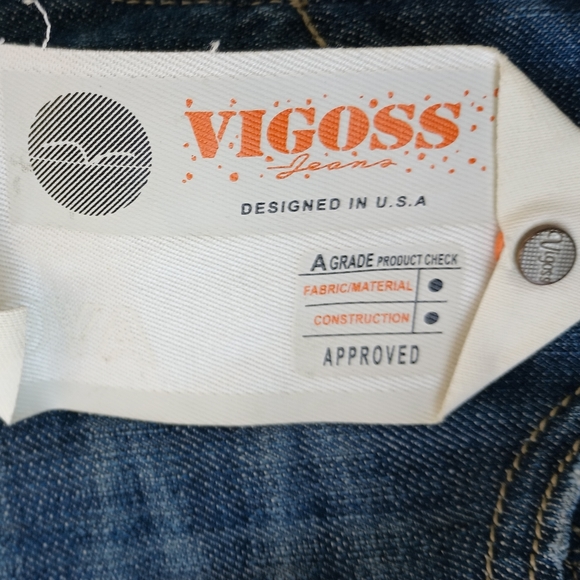 VIGOSS
Jeans
DESIGNED IN U.S.A
A GRADE PRODUCT CHECK
FABRIC/MATERIAL
CONSTRUCTION
APPROVED
Vigoss